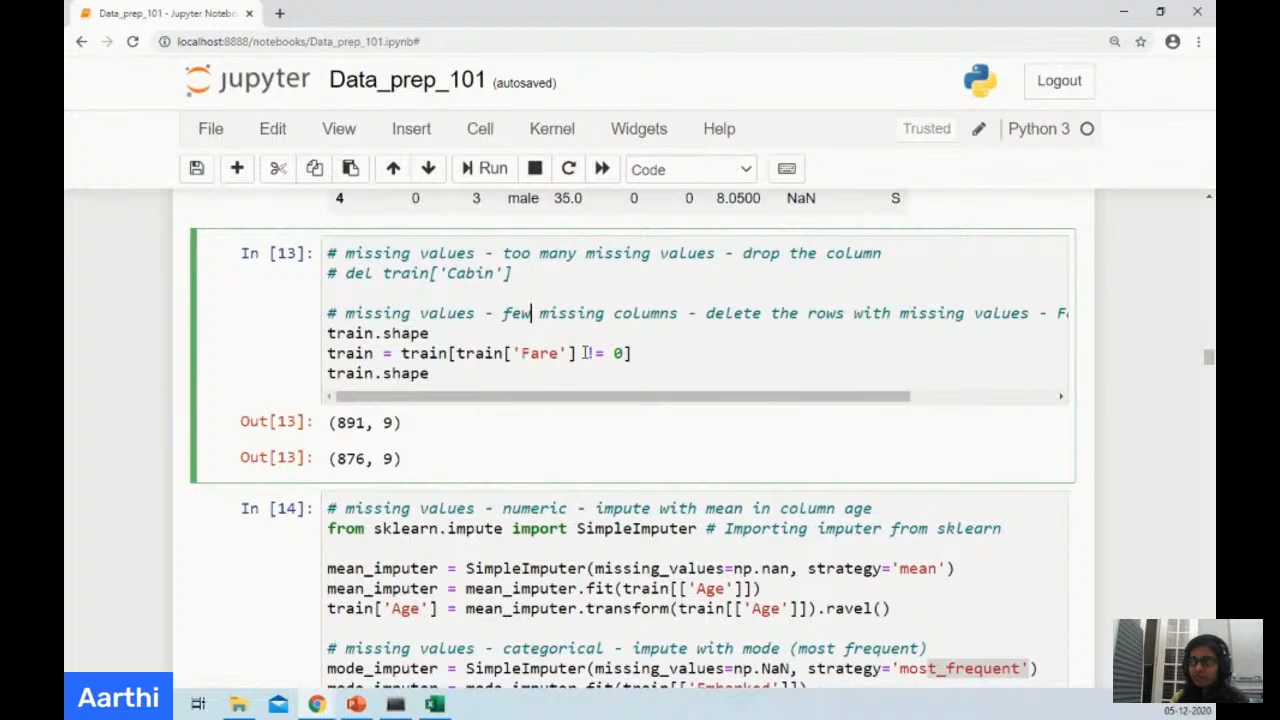 Data_prep_101 - Jupyter Notebo
localhost:8888/notebooks/Data_prep_101.ipynb#
jupyter Data_prep_101 (autosaved)
Logout
File Edit View Insert Cell Kernel Widgets Help
Trusted Python 3
Run Code
4 0 3 male 35.0 0 0 8.0500 NaN S
In [13]: # missing values - too many missing values - drop the column
# del train['Cabin']
# missing values - few missing columns - delete the rows with missing values - F
train.shape
train = train[train['Fare'] != 0]
train.shape
Out[13]: (891, 9)
Out[13]: (876, 9)
In [14]: # missing values - numeric - impute with mean in column age
from sklearn.impute import SimpleImputer # Importing imputer from sklearn
mean_imputer = SimpleImputer(missing_values=np.nan, strategy='mean')
mean_imputer = mean_imputer.fit(train[['Age']])
train['Age'] = mean_imputer.transform(train[['Age']]).ravel()
# missing values - categorical - impute with mode (most frequent)
mode_imputer = SimpleImputer(missing_values=np.NaN, strategy='most_frequent')
mode_imputer = mode_imputer.fit(train[['Embarked']])
Aarthi
05-12-2020